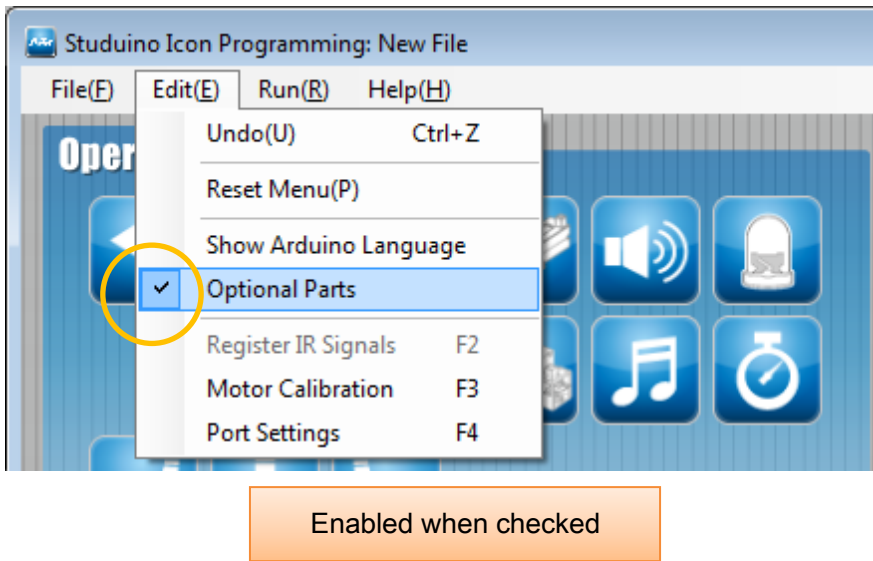 Studuino Icon Programming: New File
File(F) Edit(E) Run(R) Help(H)
Oper
Undo(U) Ctrl+Z
Reset Menu(P)
Show Arduino Language
Optional Parts
Register IR Signals F2
Motor Calibration F3
Port Settings F4
Enabled when checked